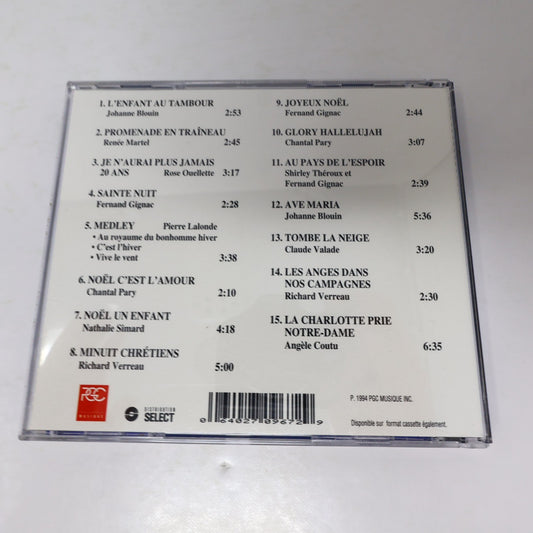 1. L'ENFANT AU TAMBOUR
Johanne Blouin 2:53
2. PROMENADE EN TRAÎNEAU
Renée Martel 2:45
3. JE N'AURAI PLUS JAMAIS
20 ANS Rose Ouellette 3:17
4. SAINTE NUIT
Fernand Gignac 2:28
5. MEDLEY Pierre Lalonde
• Au royaume du bonhomme hiver
• C'est l'hiver
• Vive le vent 3:38
6. NOËL C'EST L'AMOUR
Chantal Pary 2:10
7. NOËL UN ENFANT
Nathalie Simard 4:18
8. MINUIT CHRÉTIENS
Richard Verreau 5:00
9. JOYEUX NOËL
Fernand Gignac 2:44
10. GLORY HALLELUJAH
Chantal Pary 3:07
11. AU PAYS DE L'ESPOIR
Shirley Théroux et
Fernand Gignac 2:39
12. AVE MARIA
Johanne Blouin 5:36
13. TOMBE LA NEIGE
Claude Valade 3:20
14. LES ANGES DANS
NOS CAMPAGNES
Richard Verreau 2:30
15. LA CHARLOTTE PRIE
NOTRE-DAME
Angèle Coutu 6:35
PGC
MUSIQUE
DISTRIBUTION
SELECT
0 64027 09672 9
P. 1994 PGC MUSIQUE INC.
Disponible sur format cassette également.